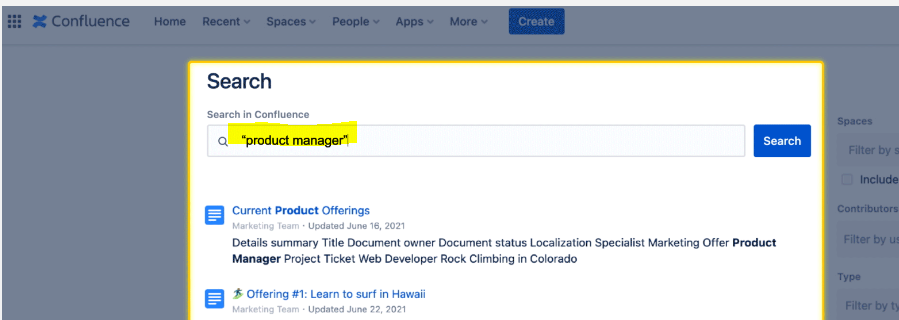 Confluence Home Recent Spaces People Apps More Create
Search
Search in Confluence
“product manager”
Search
Current Product Offerings
Marketing Team • Updated June 16, 2021
Details summary Title Document owner Document status Localization Specialist Marketing Offer Product
Manager Project Ticket Web Developer Rock Climbing in Colorado
Offering #1: Learn to surf in Hawaii
Marketing Team • Updated June 22, 2021
Spaces
Filter by
Include
Contributors
Filter by
Type
Filter by